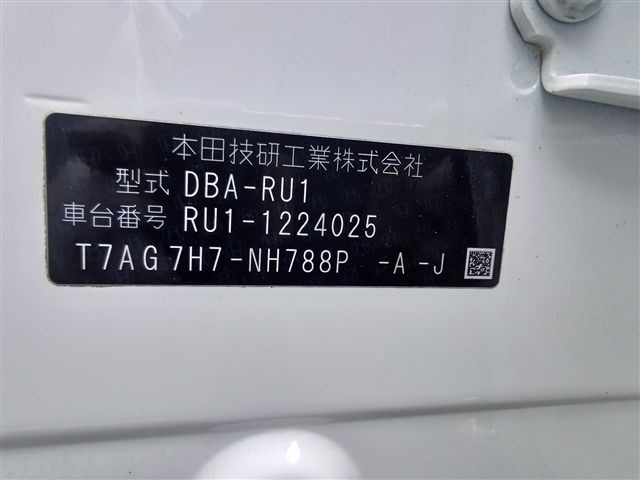 本田技研工業株式会社
型式 DBA-RU1
車台番号 RU1-1224025
T7AG7H7-NH788P -A -J